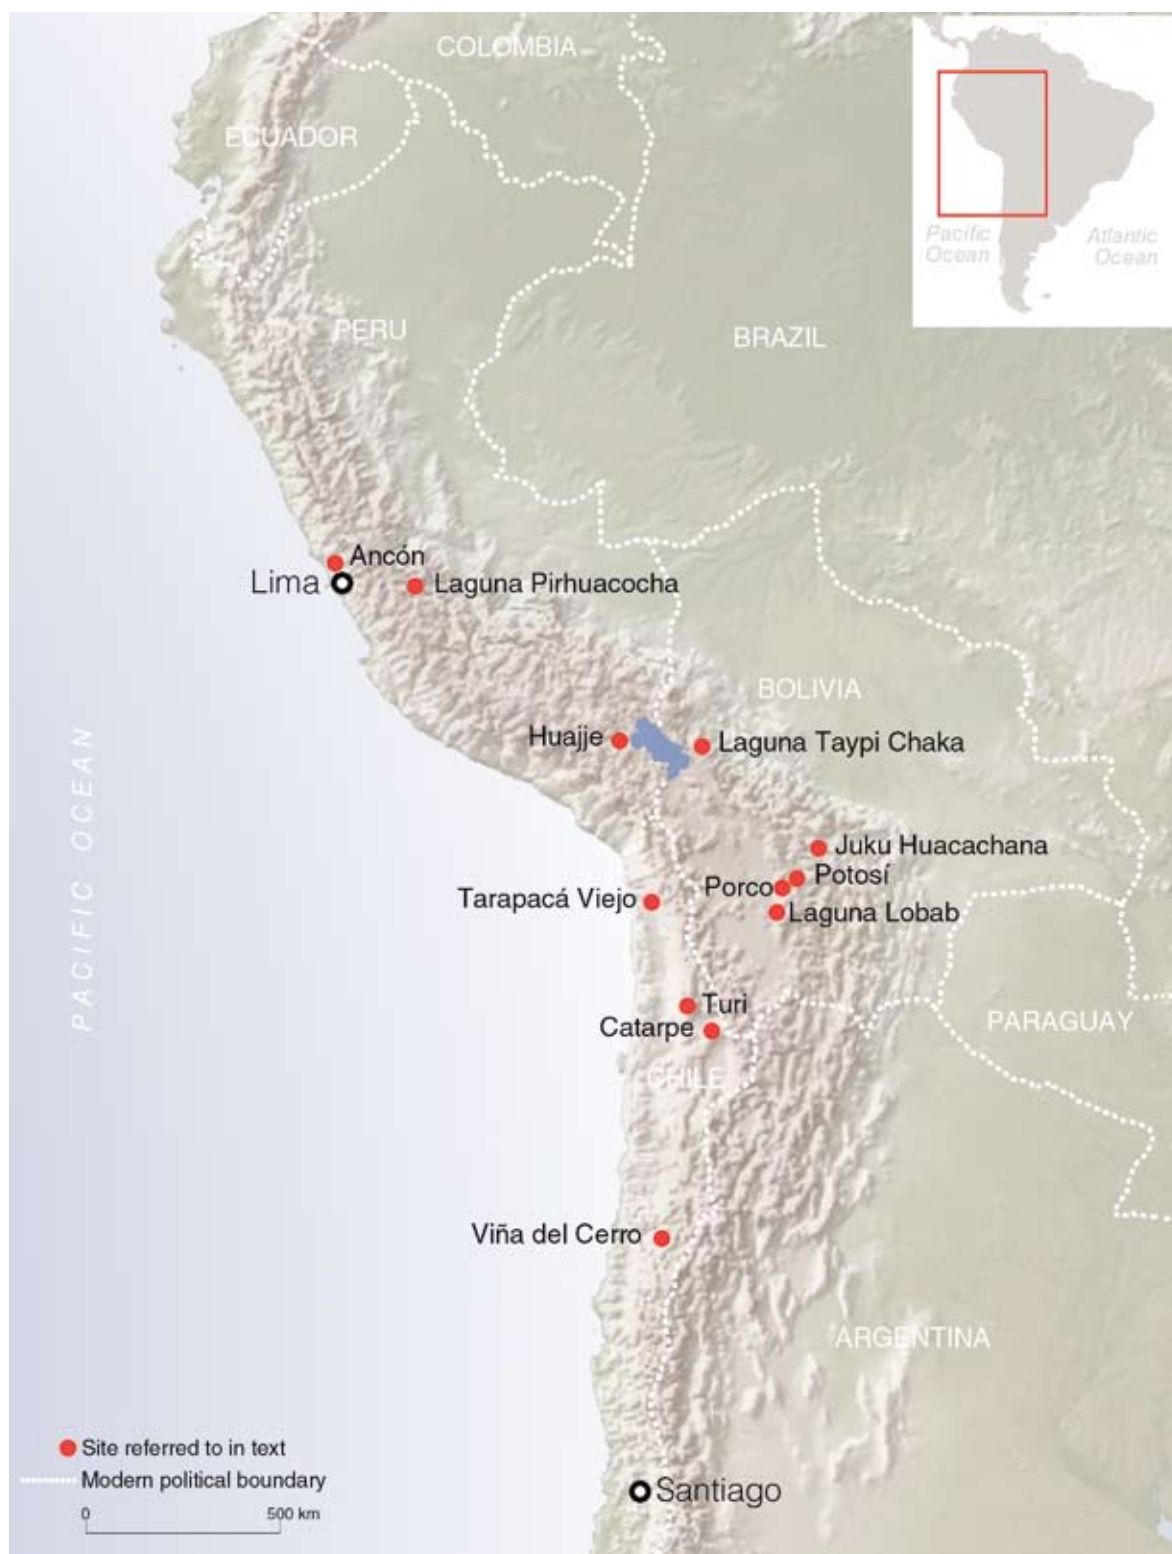 COLOMBIA
ECUADOR
Pacific
Ocean
Atlantic
Ocean
PERU
BRAZIL
Ancón
Lima
Laguna Pirhuacocha
BOLIVIA
Huajje
Laguna Taypi Chaka
PACIFIC OCEAN
Juku Huacachana
Potosí
Porco
Tarapacá Viejo
Laguna Lobab
Turi
Catarpe
PARAGUAY
CHILE
Viña del Cerro
ARGENTINA
Site referred to in text
Modern political boundary
0 500 km
Santiago